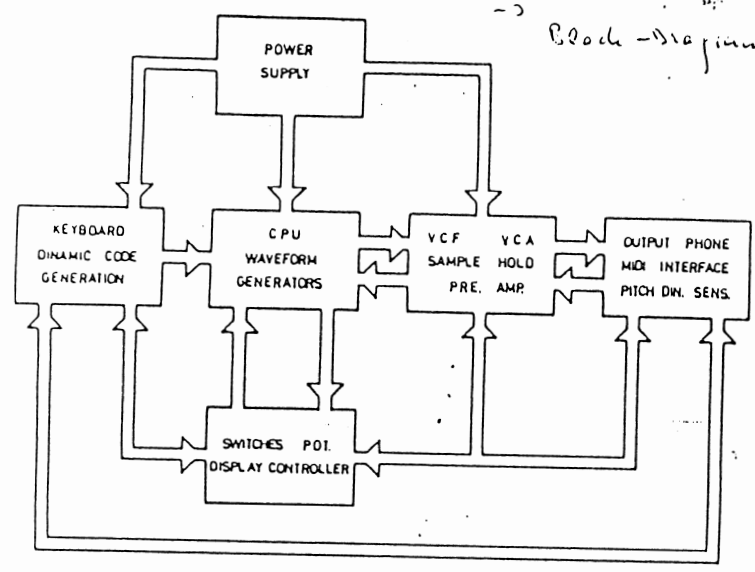 Block-Diagram
POWER
SUPPLY
KEYBOARD
DINAMIC CODE
GENERATION
CPU
WAVEFORM
GENERATORS
VCF VCA
SAMPLE HOLD
PRE. AMP.
OUTPUT PHONE
MIDI INTERFACE
PITCH DIN. SENS.
SWITCHES POT.
DISPLAY CONTROLLER